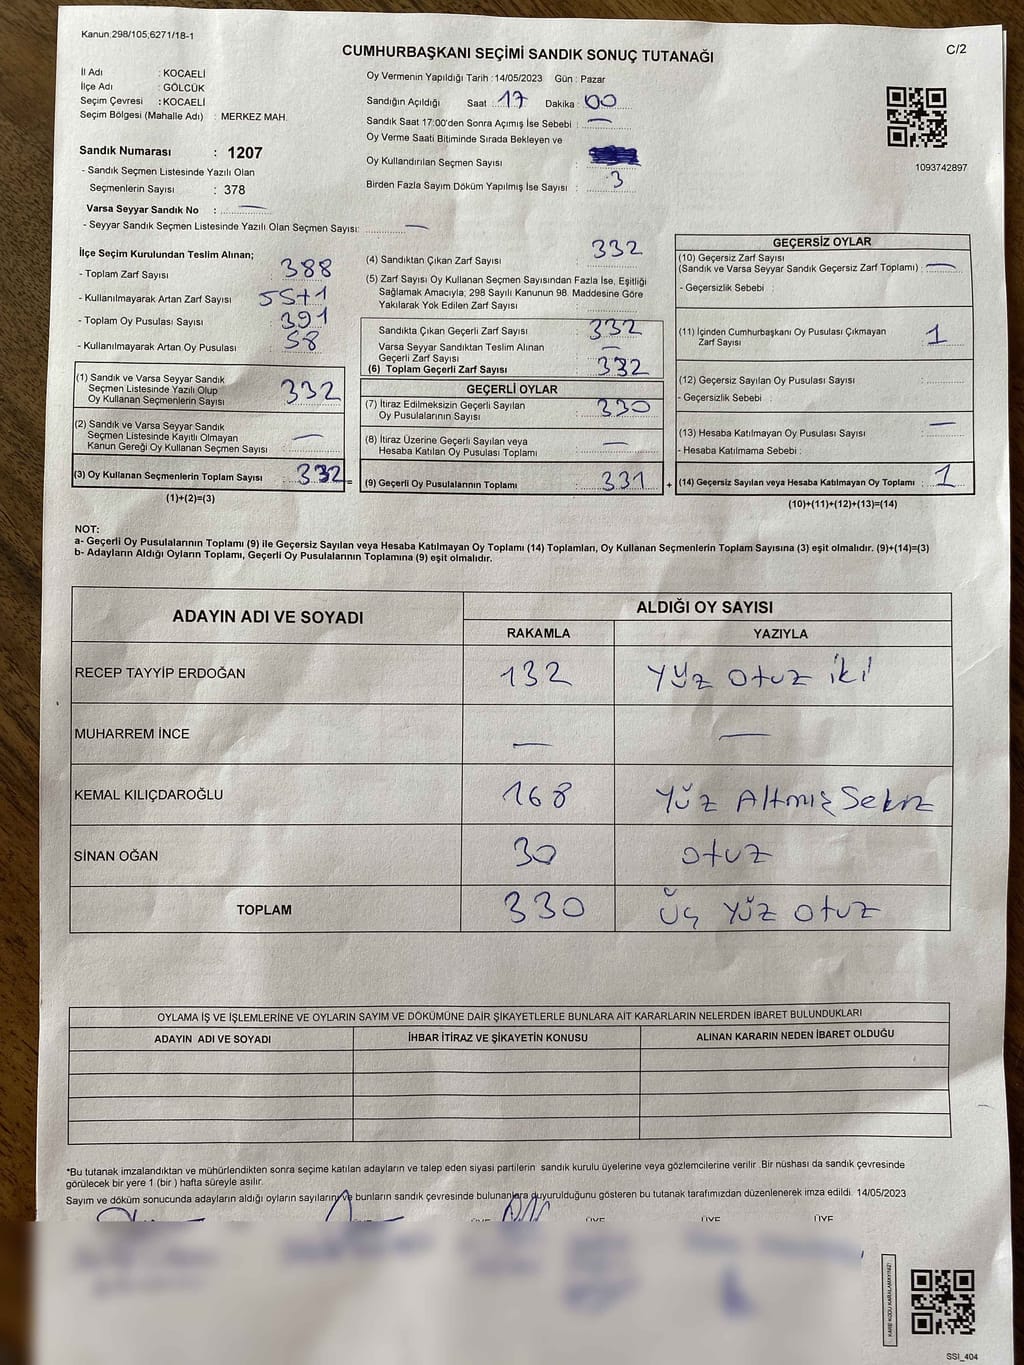 Kanun:298/105;6271/18-1
C/2
CUMHURBAŞKANI SEÇİMİ SANDIK SONUÇ TUTANAĞI
İl Adı : KOCAELİ
İlçe Adı : GÖLCÜK
Seçim Çevresi : KOCAELİ
Seçim Bölgesi (Mahalle Adı) : MERKEZ MAH.
Sandık Numarası : 1207
- Sandık Seçmen Listesinde Yazılı Olan
Seçmenlerin Sayısı : 378
Varsa Seyyar Sandık No : —
- Seyyar Sandık Seçmen Listesinde Yazılı Olan Seçmen Sayısı: —
Oy Vermenin Yapıldığı Tarih : 14/05/2023 Gün : Pazar
Sandığın Açıldığı Saat : 17 Dakika : 00
Sandık Saat 17:00'den Sonra Açımış İse Sebebi : —
Oy Verme Saati Bitiminde Sırada Bekleyen ve
Oy Kullandırılan Seçmen Sayısı :
Birden Fazla Sayım Döküm Yapılmış İse Sayısı : 3
1093742897
İlçe Seçim Kurulundan Teslim Alınan;
- Toplam Zarf Sayısı : 388
- Kullanılmayarak Artan Zarf Sayısı : 55+1
- Toplam Oy Pusulası Sayısı : 391
- Kullanılmayarak Artan Oy Pusulası : 58
(1) Sandık ve Varsa Seyyar Sandık
Seçmen Listesinde Yazılı Olup
Oy Kullanan Seçmenlerin Sayısı : 332
(2) Sandık ve Varsa Seyyar Sandık
Seçmen Listesinde Kayıtlı Olmayan
Kanun Gereği Oy Kullanan Seçmen Sayısı : —
(3) Oy Kullanan Seçmenlerin Toplam Sayısı : 332 =
(1)+(2)=(3)
(4) Sandıktan Çıkan Zarf Sayısı : 332
(5) Zarf Sayısı Oy Kullanan Seçmen Sayısından Fazla İse, Eşitliği
Sağlamak Amacıyla; 298 Sayılı Kanunun 98. Maddesine Göre
Yakılarak Yok Edilen Zarf Sayısı :
Sandıkta Çıkan Geçerli Zarf Sayısı : 332
Varsa Seyyar Sandıktan Teslim Alınan
Geçerli Zarf Sayısı : —
(6) Toplam Geçerli Zarf Sayısı : 332
GEÇERLİ OYLAR
(7) İtiraz Edilmeksizin Geçerli Sayılan
Oy Pusulalarının Sayısı : 330
(8) İtiraz Üzerine Geçerli Sayılan veya
Hesaba Katılan Oy Pusulası Toplamı : —
(9) Geçerli Oy Pusulalarının Toplamı : 331 +
GEÇERSİZ OYLAR
(10) Geçersiz Zarf Sayısı
(Sandık ve Varsa Seyyar Sandık Geçersiz Zarf Toplamı) : —
- Geçersizlik Sebebi :
(11) İçinden Cumhurbaşkanı Oy Pusulası Çıkmayan
Zarf Sayısı : 1
(12) Geçersiz Sayılan Oy Pusulası Sayısı :
- Geçersizlik Sebebi :
(13) Hesaba Katılmayan Oy Pusulası Sayısı : —
- Hesaba Katılmama Sebebi :
(14) Geçersiz Sayılan veya Hesaba Katılmayan Oy Toplamı : 1
(10)+(11)+(12)+(13)=(14)
NOT:
a- Geçerli Oy Pusulalarının Toplamı (9) ile Geçersiz Sayılan veya Hesaba Katılmayan Oy Toplamı (14) Toplamları, Oy Kullanan Seçmenlerin Toplam Sayısına (3) eşit olmalıdır. (9)+(14)=(3)
b- Adayların Aldığı Oyların Toplamı, Geçerli Oy Pusulalarının Toplamına (9) eşit olmalıdır.
ADAYIN ADI VE SOYADI
ALDIĞI OY SAYISI
RAKAMLA YAZIYLA
RECEP TAYYİP ERDOĞAN 132 Yüz otuz iki
MUHARREM İNCE — —
KEMAL KILIÇDAROĞLU 168 Yüz Altmış Sekiz
SİNAN OĞAN 30 otuz
TOPLAM 330 Üç Yüz otuz
OYLAMA İŞ VE İŞLEMLERİNE VE OYLARIN SAYIM VE DÖKÜMÜNE DAİR ŞİKAYETLERLE BUNLARA AİT KARARLARIN NELERDEN İBARET BULUNDUKLARI
ADAYIN ADI VE SOYADI İHBAR İTİRAZ VE ŞİKAYETİN KONUSU ALINAN KARARIN NEDEN İBARET OLDUĞU
*Bu tutanak imzalandıktan ve mühürlendikten sonra seçime katılan adayların ve talep eden siyasi partilerin sandık kurulu üyelerine veya gözlemcilerine verilir .Bir nüshası da sandık çevresinde
görülecek bir yere 1 (bir ) hafta süreyle asılır.
Sayım ve döküm sonucunda adayların aldığı oyların sayılarını ve bunların sandık çevresinde bulunanlara duyurulduğunu gösteren bu tutanak tarafımızdan düzenlenerek imza edildi. 14/05/2023
ÜYE ÜYE ÜYE ÜYE
KARE KODU KARALAMAYINIZ!
SSI_404